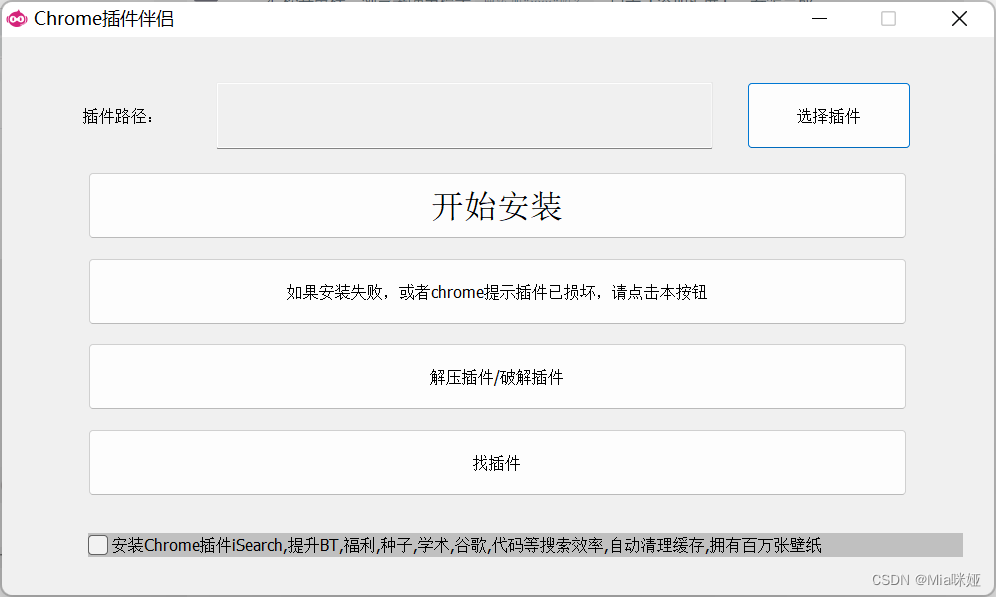 Chrome插件伴侣
插件路径：
选择插件
开始安装
如果安装失败，或者chrome提示插件已损坏，请点击本按钮
解压插件/破解插件
找插件
安装Chrome插件iSearch,提升BT,福利,种子,学术,谷歌,代码等搜索效率,自动清理缓存,拥有百万张壁纸
CSDN @Mia咪娅